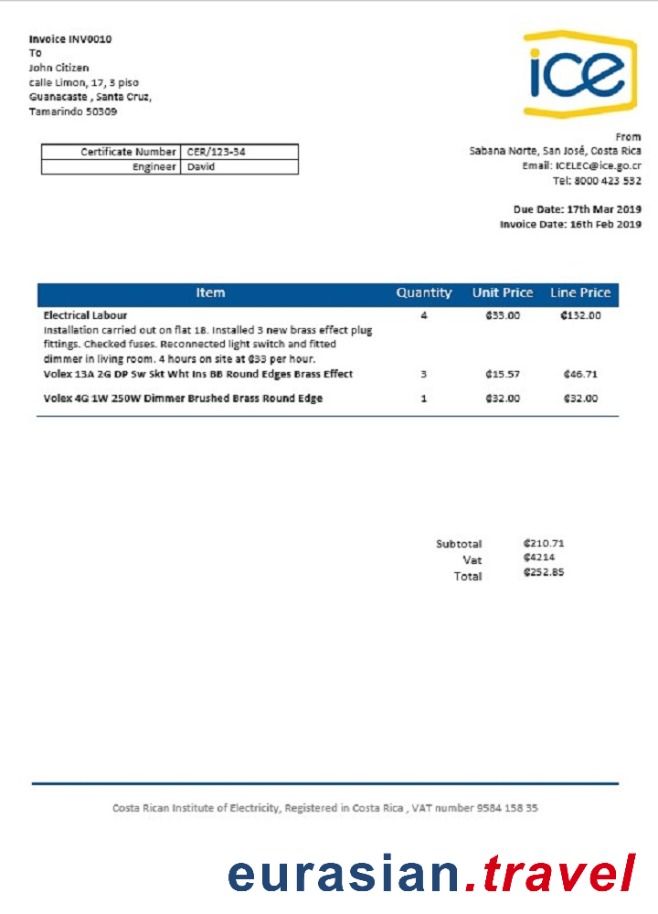 Invoice INV0010
To
John Citizen
calle Limon, 17, 3 piso
Guanacaste , Santa Cruz,
Tamarindo 50309
ice
From
Sabana Norte, San José, Costa Rica
Email: ICELEC@ice.go.cr
Tel: 8000 423 532
Certificate Number CER/123-34
Engineer David
Due Date: 17th Mar 2019
Invoice Date: 16th Feb 2019
Item Quantity Unit Price Line Price
Electrical Labour 4 ₡33.00 ₡132.00
Installation carried out on flat 18. Installed 3 new brass effect plug
fittings. Checked fuses. Reconnected light switch and fitted
dimmer in living room. 4 hours on site at ₡33 per hour.
Volex 13A 2G DP Sw Skt Wht Ins BB Round Edges Brass Effect 3 ₡15.57 ₡46.71
Volex 4G 1W 250W Dimmer Brushed Brass Round Edge 1 ₡32.00 ₡32.00
Subtotal ₡210.71
Vat ₡4214
Total ₡252.85
Costa Rican Institute of Electricity, Registered in Costa Rica , VAT number 9584 158 35
eurasian.travel